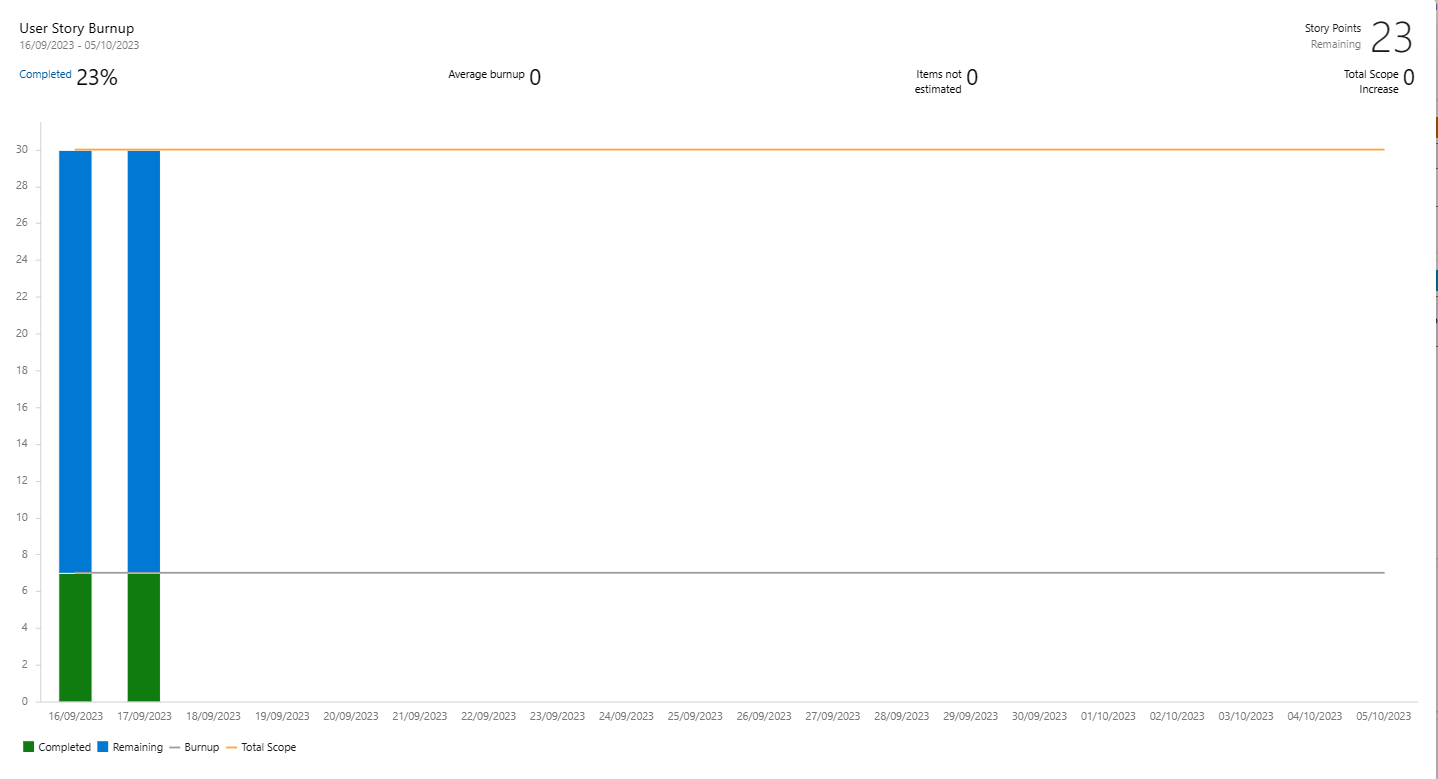 User Story Burnup
16/09/2023 - 05/10/2023
Story Points
Remaining
23
Completed 23%
Average burnup 0
Items not
estimated
0
Total Scope
Increase
0
30
28
26
24
22
20
18
16
14
12
10
8
6
4
2
0
16/09/2023 17/09/2023 18/09/2023 19/09/2023 20/09/2023 21/09/2023 22/09/2023 23/09/2023 24/09/2023 25/09/2023 26/09/2023 27/09/2023 28/09/2023 29/09/2023 30/09/2023 01/10/2023 02/10/2023 03/10/2023 04/10/2023 05/10/2023
Completed Remaining Burnup Total Scope